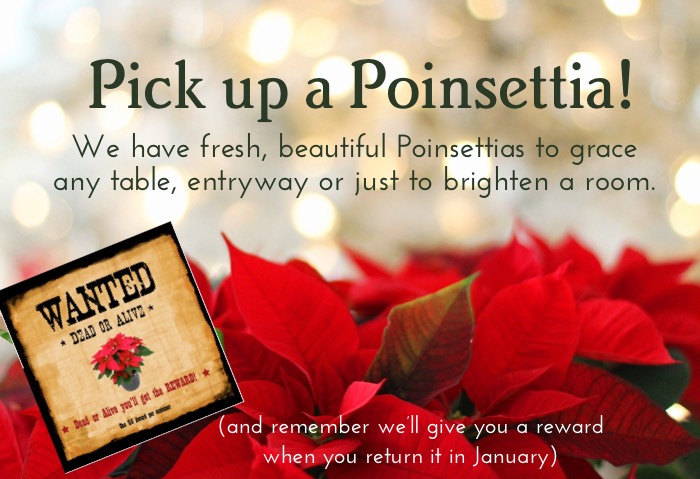 Pick up a Poinsettia!
We have fresh, beautiful Poinsettias to grace
any table, entryway or just to brighten a room.
WANTED
★ DEAD OR ALIVE ★
★ Dead or Alive you'll get the REWARD! ★
per customer
(and remember we'll give you a reward
when you return it in January)